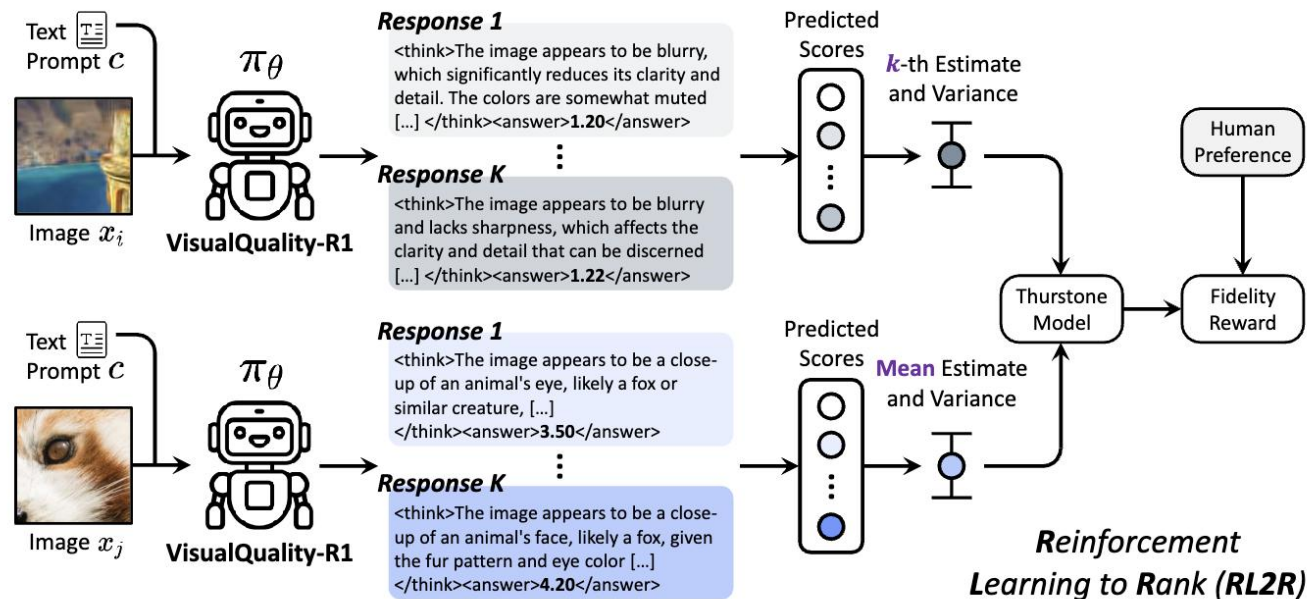 Text
Prompt c
Image x_i
π_θ
VisualQuality-R1
Response 1
<think>The image appears to be blurry,
which significantly reduces its clarity and
detail. The colors are somewhat muted
[...] </think><answer>1.20</answer>
⋮
Response K
<think>The image appears to be blurry
and lacks sharpness, which affects the
clarity and detail that can be discerned
[...] </think><answer>1.22</answer>
Predicted
Scores
⋮
k-th Estimate
and Variance
Human
Preference
Thurstone
Model
Fidelity
Reward
Text
Prompt c
Image x_j
π_θ
VisualQuality-R1
Response 1
<think>The image appears to be a close-
up of an animal's eye, likely a fox or
similar creature, [...]
</think><answer>3.50</answer>
⋮
Response K
<think>The image appears to be a close-
up of an animal's face, likely a fox, given
the fur pattern and eye color [...]
</think><answer>4.20</answer>
Predicted
Scores
⋮
Mean Estimate
and Variance
Reinforcement
Learning to Rank (RL2R)